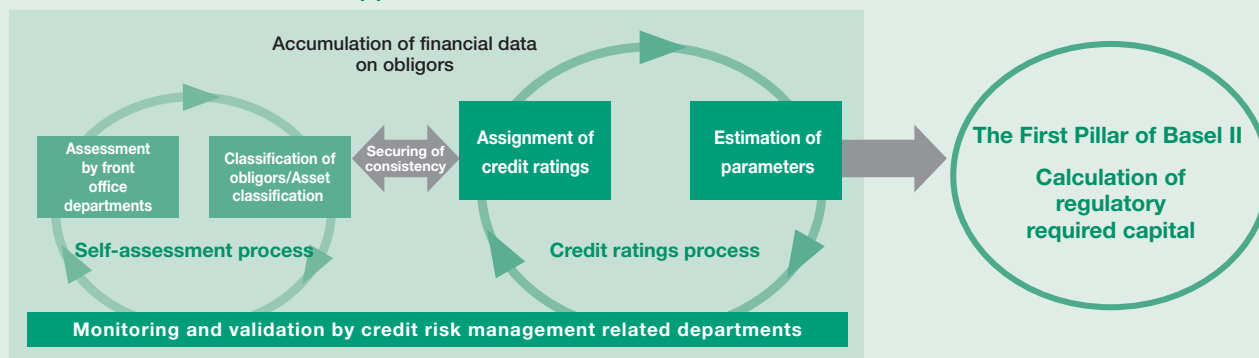 Accumulation of financial data
on obligors
Assessment
by front
office
departments
Classification of
obligors/Asset
classification
Securing of
consistency
Assignment of
credit ratings
Estimation of
parameters
Self-assessment process
Credit ratings process
Monitoring and validation by credit risk management related departments
The First Pillar of Basel II
Calculation of
regulatory
required capital